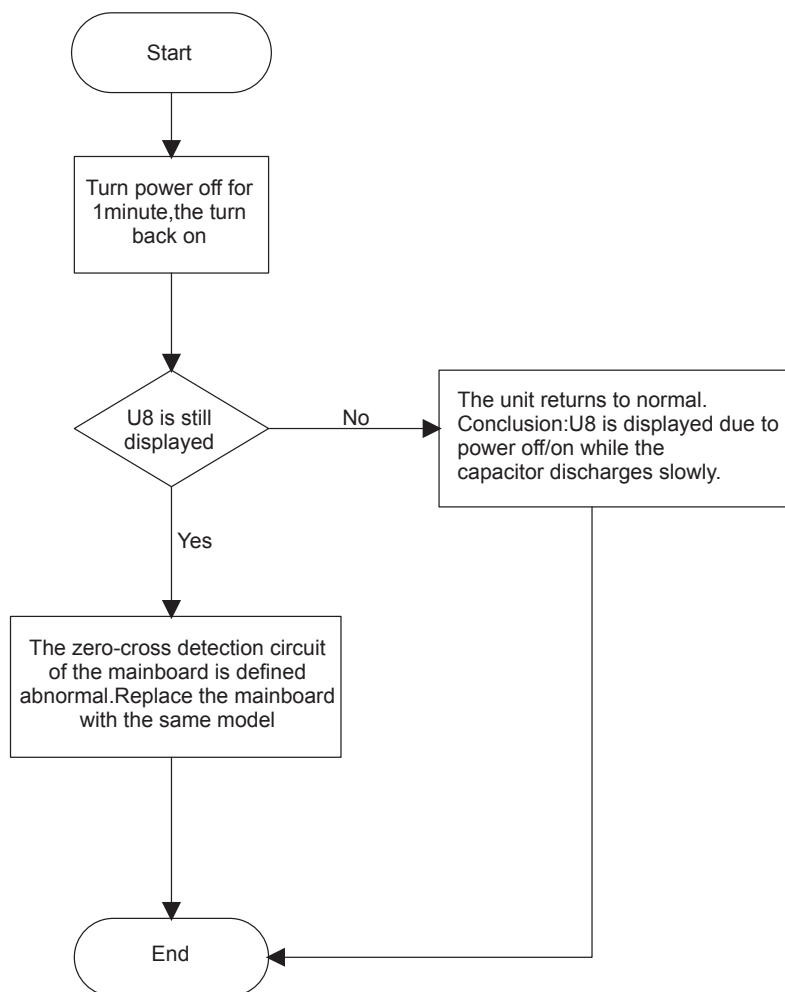 Start
Turn power off for
1minute,the turn
back on
U8 is still
displayed
No
The unit returns to normal.
Conclusion:U8 is displayed due to
power off/on while the
capacitor discharges slowly.
Yes
The zero-cross detection circuit
of the mainboard is defined
abnormal.Replace the mainboard
with the same model
End